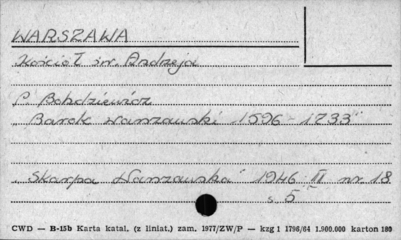 WARSZAWA
Kościół św. Andrzeja
P. Bohdziewicz
"Barok warszawski 1596 - 1733"
"Skarpa Warszawska" 1946 II nr. 18
s. 5
CWD — B-15b Karta katal. (z liniat.) zam. 1977/ZW/P — kzg 1 1796/64 1.900.000 karton 180